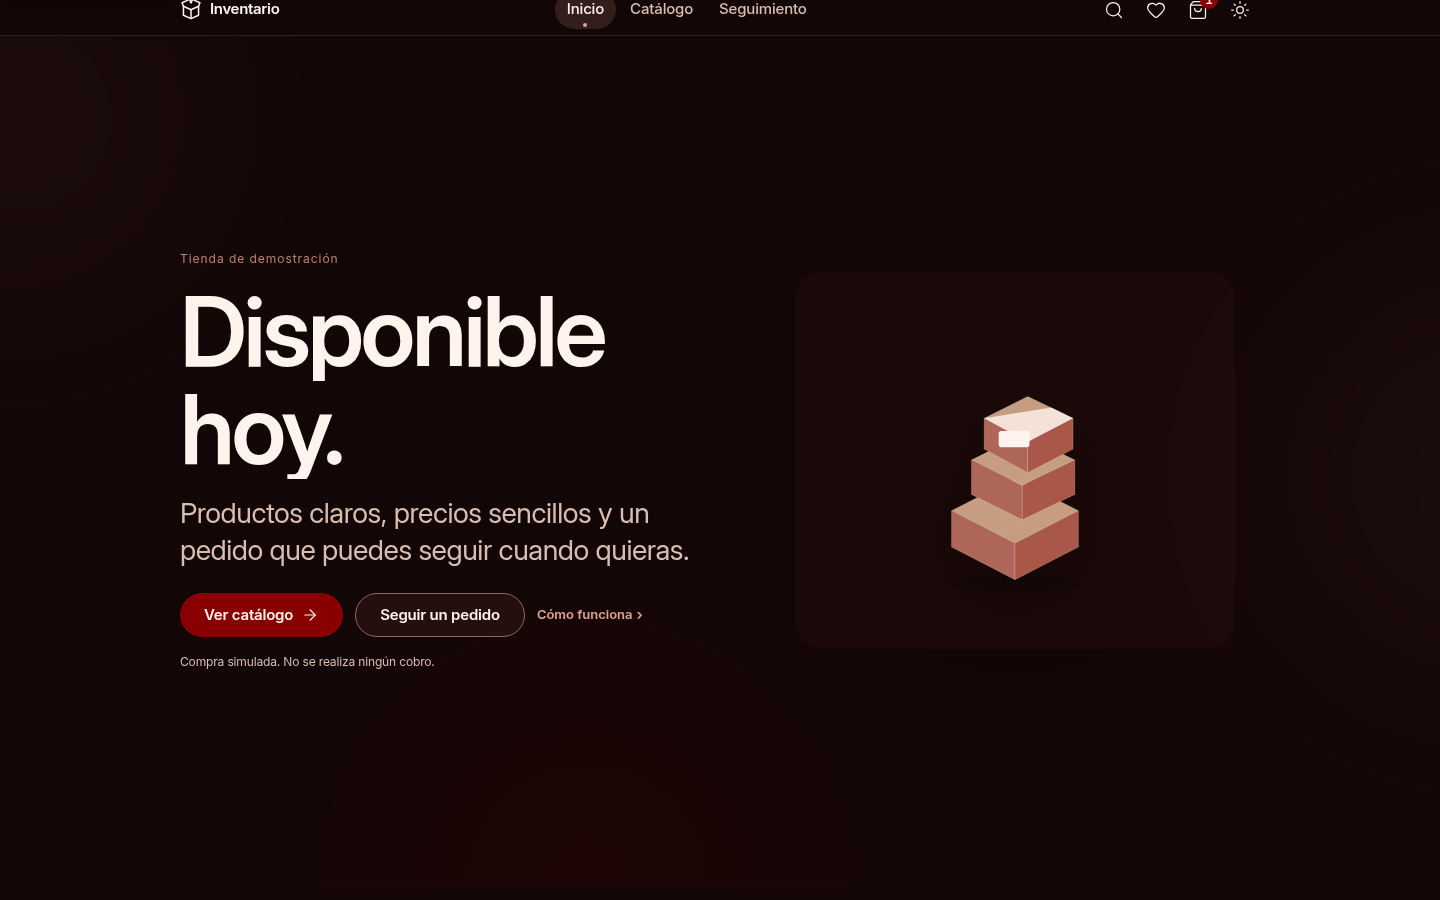 Inventario
Inicio
Catálogo
Seguimiento
1
Tienda de demostración
Disponible
hoy.
Productos claros, precios sencillos y un
pedido que puedes seguir cuando quieras.
Ver catálogo
Seguir un pedido
Cómo funciona ›
Compra simulada. No se realiza ningún cobro.